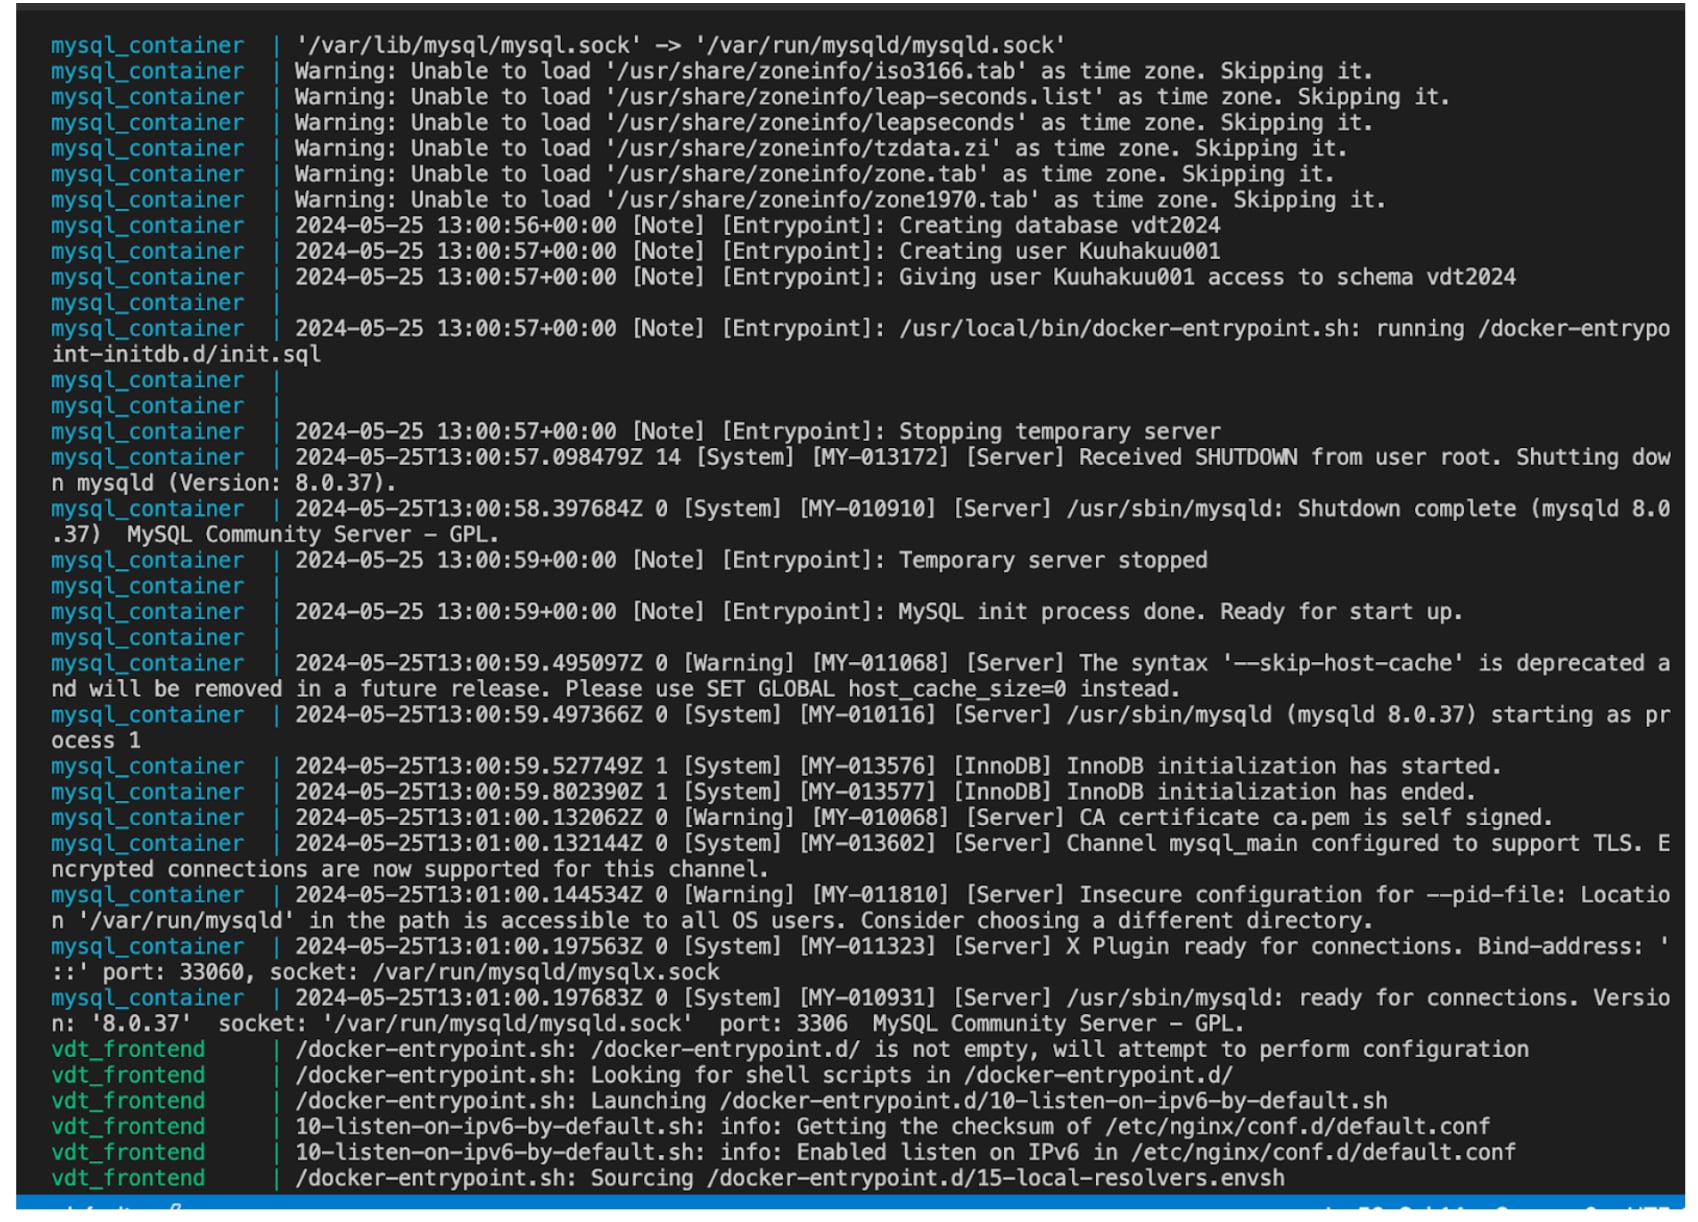 mysql_container  | '/var/lib/mysql/mysql.sock' -> '/var/run/mysqld/mysqld.sock'
mysql_container  | Warning: Unable to load '/usr/share/zoneinfo/iso3166.tab' as time zone. Skipping it.
mysql_container  | Warning: Unable to load '/usr/share/zoneinfo/leap-seconds.list' as time zone. Skipping it.
mysql_container  | Warning: Unable to load '/usr/share/zoneinfo/leapseconds' as time zone. Skipping it.
mysql_container  | Warning: Unable to load '/usr/share/zoneinfo/tzdata.zi' as time zone. Skipping it.
mysql_container  | Warning: Unable to load '/usr/share/zoneinfo/zone.tab' as time zone. Skipping it.
mysql_container  | Warning: Unable to load '/usr/share/zoneinfo/zone1970.tab' as time zone. Skipping it.
mysql_container  | 2024-05-25 13:00:56+00:00 [Note] [Entrypoint]: Creating database vdt2024
mysql_container  | 2024-05-25 13:00:57+00:00 [Note] [Entrypoint]: Creating user Kuuhakuu001
mysql_container  | 2024-05-25 13:00:57+00:00 [Note] [Entrypoint]: Giving user Kuuhakuu001 access to schema vdt2024
mysql_container  |
mysql_container  | 2024-05-25 13:00:57+00:00 [Note] [Entrypoint]: /usr/local/bin/docker-entrypoint.sh: running /docker-entrypo
int-initdb.d/init.sql
mysql_container  |
mysql_container  |
mysql_container  | 2024-05-25 13:00:57+00:00 [Note] [Entrypoint]: Stopping temporary server
mysql_container  | 2024-05-25T13:00:57.098479Z 14 [System] [MY-013172] [Server] Received SHUTDOWN from user root. Shutting dow
n mysqld (Version: 8.0.37).
mysql_container  | 2024-05-25T13:00:58.397684Z 0 [System] [MY-010910] [Server] /usr/sbin/mysqld: Shutdown complete (mysqld 8.0
.37)  MySQL Community Server - GPL.
mysql_container  | 2024-05-25 13:00:59+00:00 [Note] [Entrypoint]: Temporary server stopped
mysql_container  |
mysql_container  | 2024-05-25 13:00:59+00:00 [Note] [Entrypoint]: MySQL init process done. Ready for start up.
mysql_container  |
mysql_container  | 2024-05-25T13:00:59.495097Z 0 [Warning] [MY-011068] [Server] The syntax '--skip-host-cache' is deprecated a
nd will be removed in a future release. Please use SET GLOBAL host_cache_size=0 instead.
mysql_container  | 2024-05-25T13:00:59.497366Z 0 [System] [MY-010116] [Server] /usr/sbin/mysqld (mysqld 8.0.37) starting as pr
ocess 1
mysql_container  | 2024-05-25T13:00:59.527749Z 1 [System] [MY-013576] [InnoDB] InnoDB initialization has started.
mysql_container  | 2024-05-25T13:00:59.802390Z 1 [System] [MY-013577] [InnoDB] InnoDB initialization has ended.
mysql_container  | 2024-05-25T13:01:00.132062Z 0 [Warning] [MY-010068] [Server] CA certificate ca.pem is self signed.
mysql_container  | 2024-05-25T13:01:00.132144Z 0 [System] [MY-013602] [Server] Channel mysql_main configured to support TLS. E
ncrypted connections are now supported for this channel.
mysql_container  | 2024-05-25T13:01:00.144534Z 0 [Warning] [MY-011810] [Server] Insecure configuration for --pid-file: Locatio
n '/var/run/mysqld' in the path is accessible to all OS users. Consider choosing a different directory.
mysql_container  | 2024-05-25T13:01:00.197563Z 0 [System] [MY-011323] [Server] X Plugin ready for connections. Bind-address: '
::' port: 33060, socket: /var/run/mysqld/mysqlx.sock
mysql_container  | 2024-05-25T13:01:00.197683Z 0 [System] [MY-010931] [Server] /usr/sbin/mysqld: ready for connections. Versio
n: '8.0.37'  socket: '/var/run/mysqld/mysqld.sock'  port: 3306  MySQL Community Server - GPL.
vdt_frontend     | /docker-entrypoint.sh: /docker-entrypoint.d/ is not empty, will attempt to perform configuration
vdt_frontend     | /docker-entrypoint.sh: Looking for shell scripts in /docker-entrypoint.d/
vdt_frontend     | /docker-entrypoint.sh: Launching /docker-entrypoint.d/10-listen-on-ipv6-by-default.sh
vdt_frontend     | 10-listen-on-ipv6-by-default.sh: info: Getting the checksum of /etc/nginx/conf.d/default.conf
vdt_frontend     | 10-listen-on-ipv6-by-default.sh: info: Enabled listen on IPv6 in /etc/nginx/conf.d/default.conf
vdt_frontend     | /docker-entrypoint.sh: Sourcing /docker-entrypoint.d/15-local-resolvers.envsh